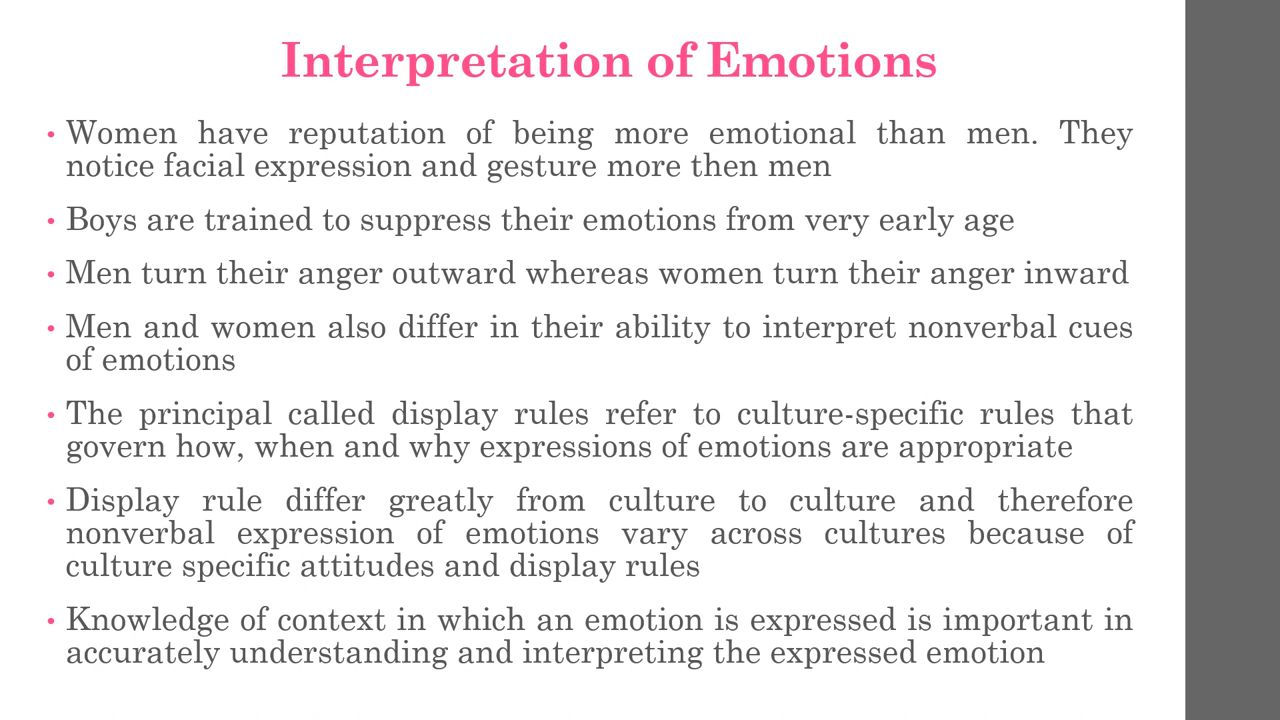 Interpretation of Emotions
• Women have reputation of being more emotional than men. They
notice facial expression and gesture more then men
• Boys are trained to suppress their emotions from very early age
• Men turn their anger outward whereas women turn their anger inward
• Men and women also differ in their ability to interpret nonverbal cues
of emotions
• The principal called display rules refer to culture-specific rules that
govern how, when and why expressions of emotions are appropriate
• Display rule differ greatly from culture to culture and therefore
nonverbal expression of emotions vary across cultures because of
culture specific attitudes and display rules
• Knowledge of context in which an emotion is expressed is important in
accurately understanding and interpreting the expressed emotion